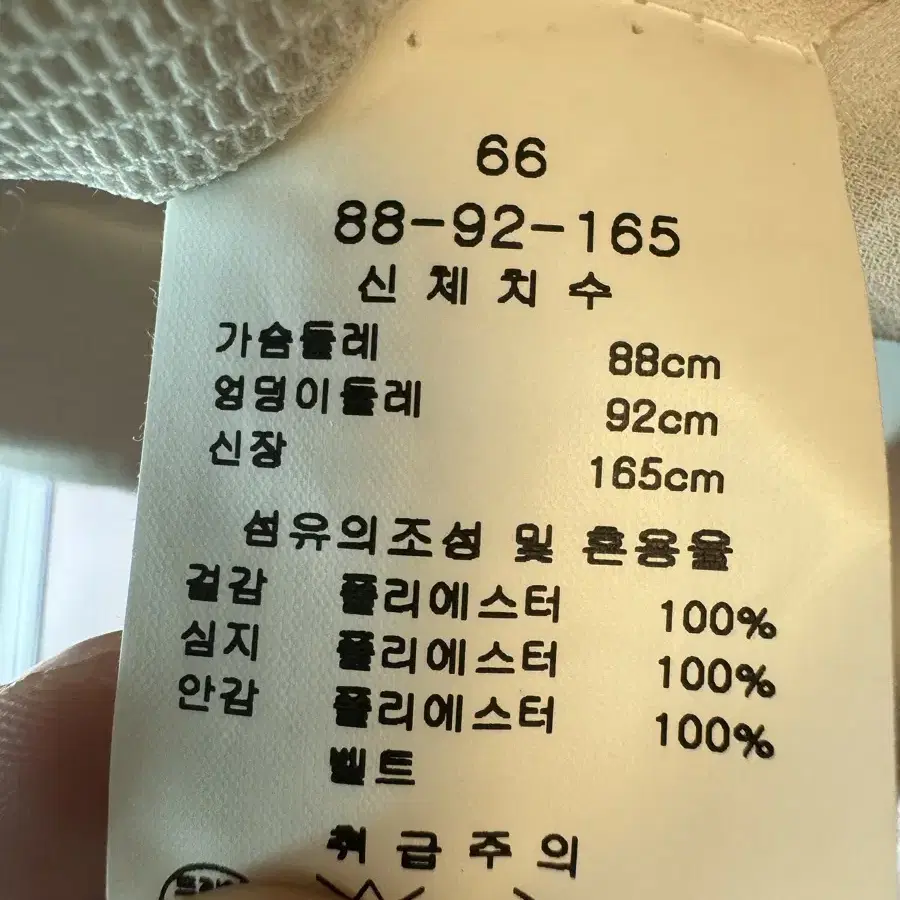 66
88-92-165
신체치수
가슴둘레 88cm
엉덩이둘레 92cm
신장 165cm
섬유의조성 및 혼용율
겉감 폴리에스터 100%
심지 폴리에스터 100%
안감 폴리에스터 100%
벨트
취급주의